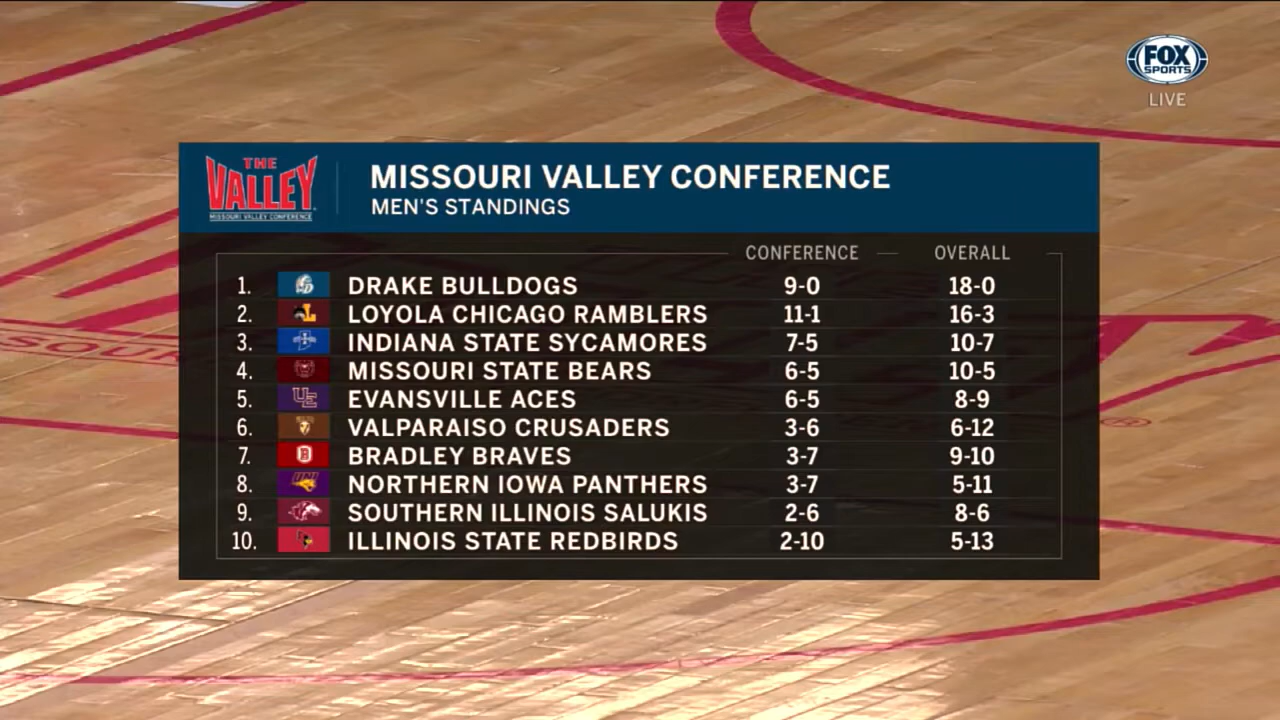 FOX
SPORTS
LIVE
THE
VALLEY
MISSOURI VALLEY CONFERENCE
MISSOURI VALLEY CONFERENCE
MEN'S STANDINGS
CONFERENCE OVERALL
1. DRAKE BULLDOGS 9-0 18-0
2. L LOYOLA CHICAGO RAMBLERS 11-1 16-3
3. INDIANA STATE SYCAMORES 7-5 10-7
4. MISSOURI STATE BEARS 6-5 10-5
5. UE EVANSVILLE ACES 6-5 8-9
6. VALPARAISO CRUSADERS 3-6 6-12
7. B BRADLEY BRAVES 3-7 9-10
8. UNI NORTHERN IOWA PANTHERS 3-7 5-11
9. SOUTHERN ILLINOIS SALUKIS 2-6 8-6
10. ILLINOIS STATE REDBIRDS 2-10 5-13